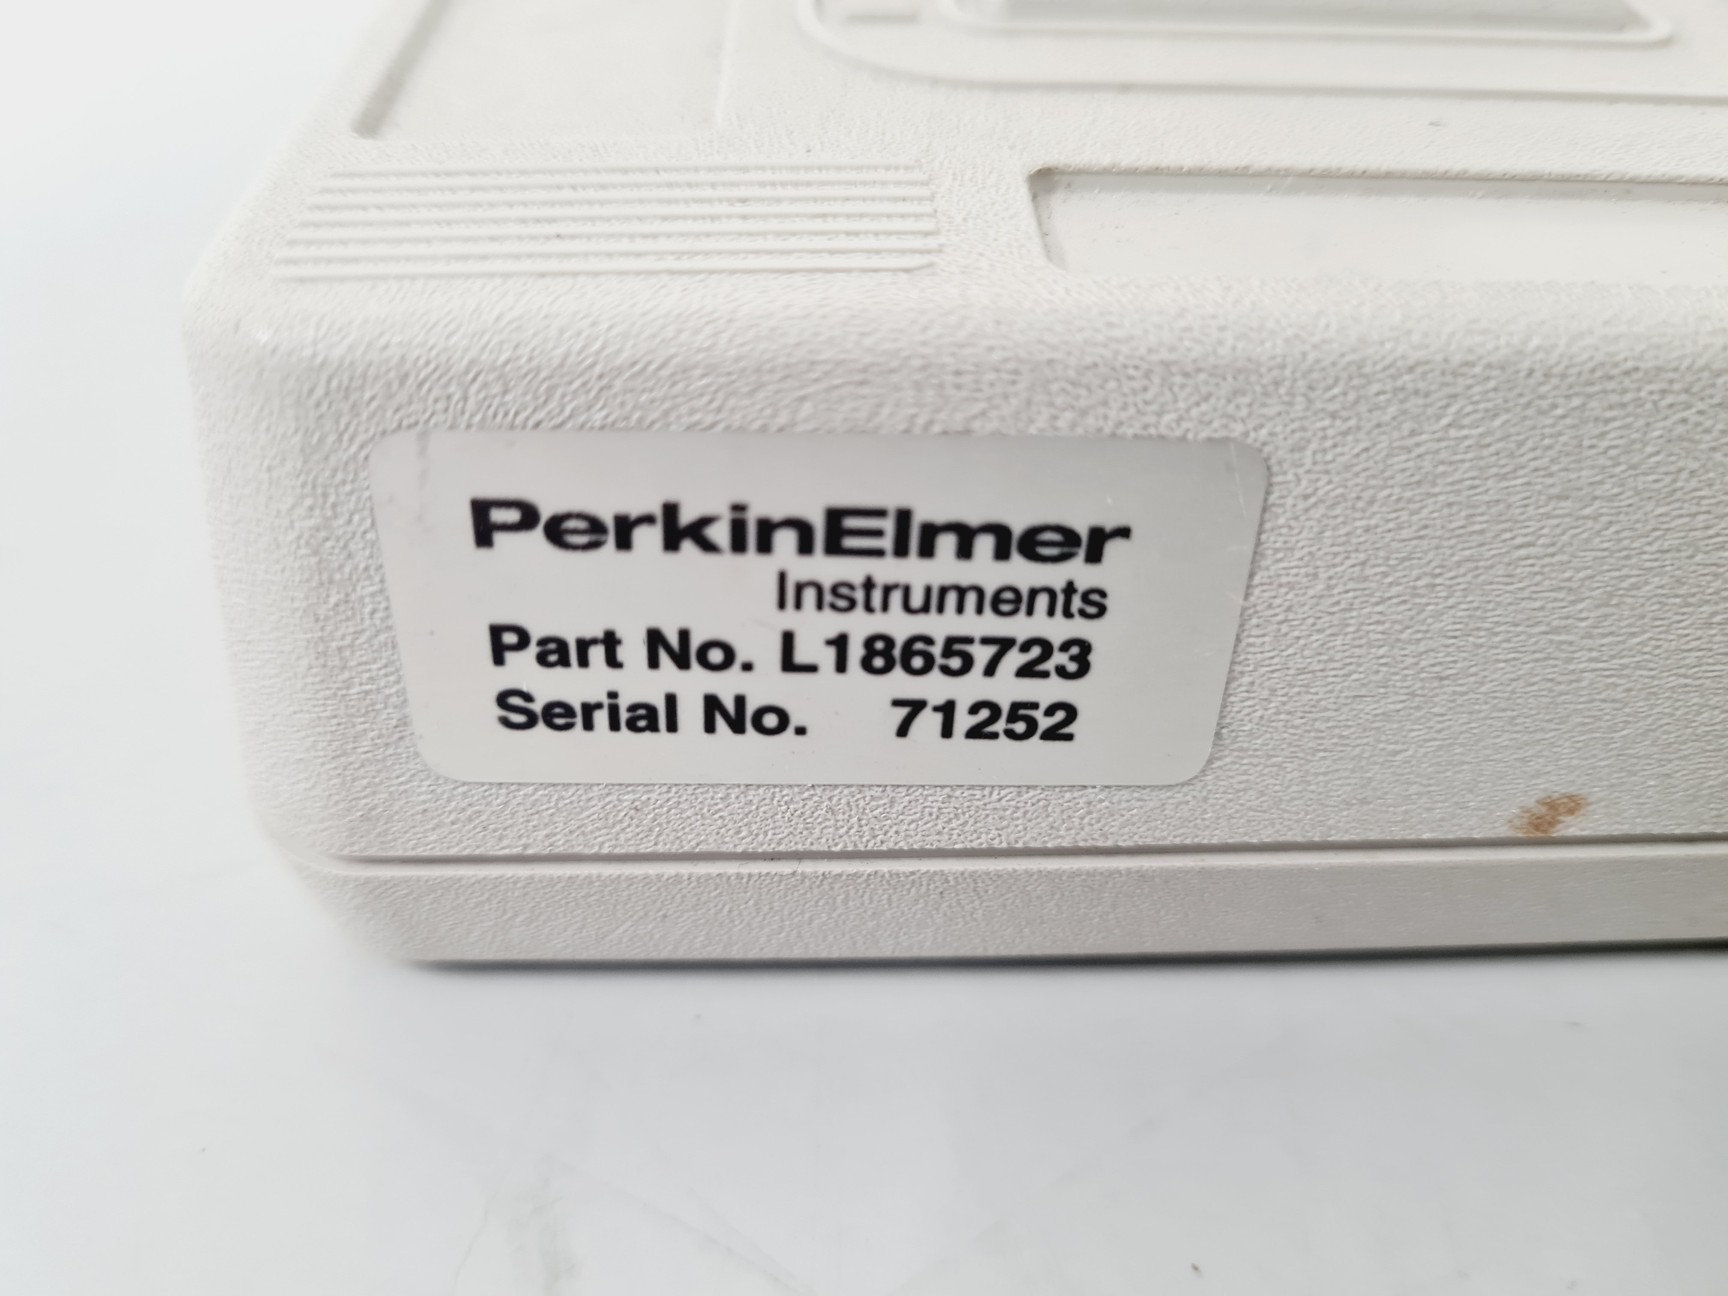 PerkinElmer
Instruments
Part No. L1865723
Serial No. 71252